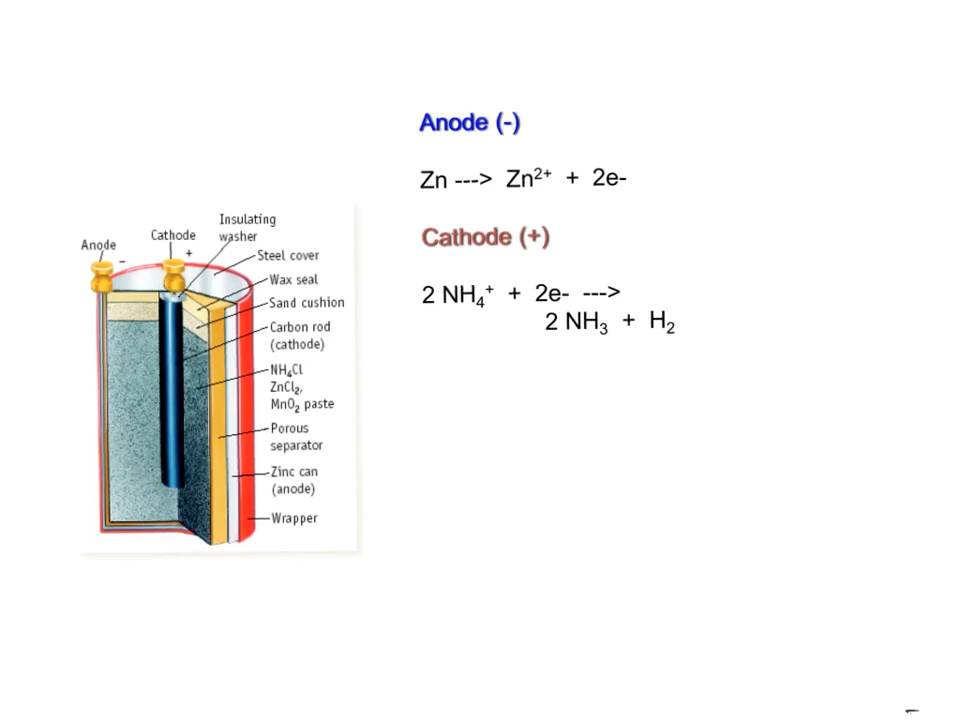 Anode (-)
Zn ---> Zn²⁺ + 2e-
Cathode (+)
2 NH₄⁺ + 2e- --->
2 NH₃ + H₂
Anode
−
Cathode
+
Insulating
washer
Steel cover
Wax seal
Sand cushion
Carbon rod
(cathode)
NH₄Cl
ZnCl₂,
MnO₂ paste
Porous
separator
Zinc can
(anode)
Wrapper